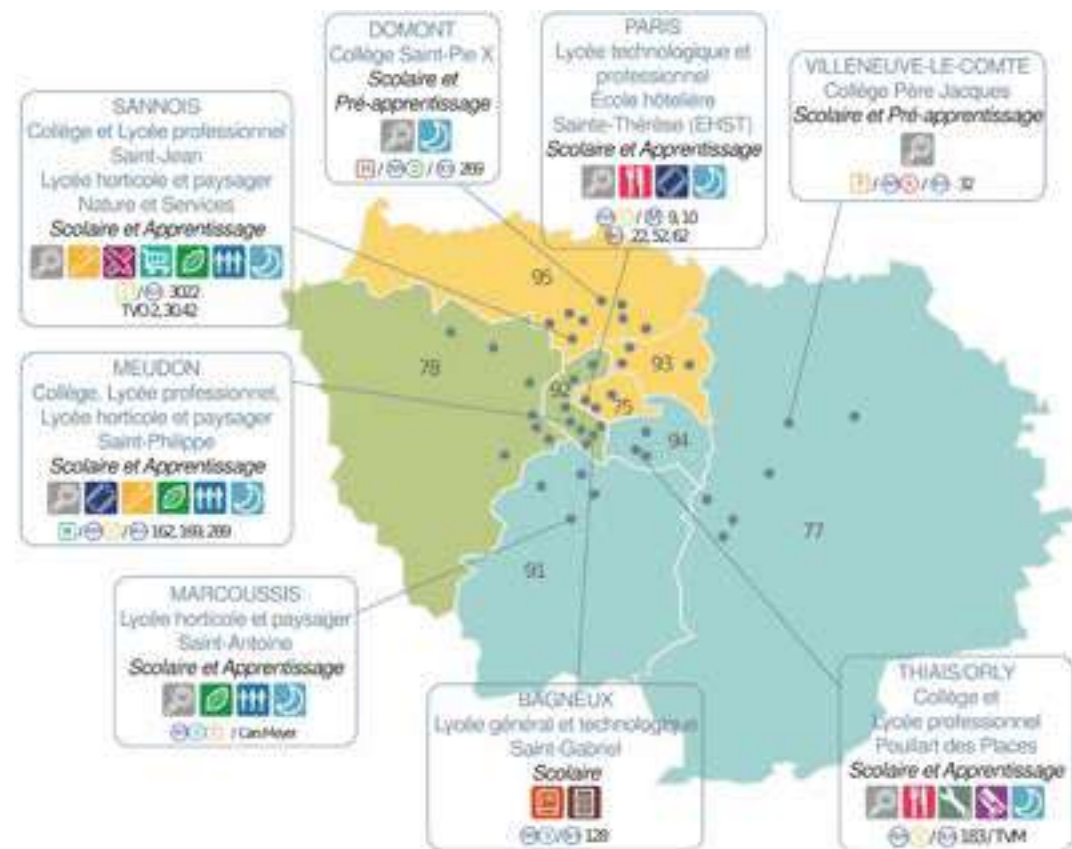 DOMONT
Collège Saint-Pie X
Scolaire et
Pré-apprentissage
269
PARIS
Lycée technologique et
professionnel
École hôtelière
Sainte-Thérèse (EHST)
Scolaire et Apprentissage
9, 10
22, 52, 62
VILLENEUVE-LE-COMTE
Collège Père Jacques
Scolaire et Pré-apprentissage
32
SANNOIS
Collège et Lycée professionnel
Saint-Jean
Lycée horticole et paysager
Nature et Services
Scolaire et Apprentissage
3022
TVO 2, 30.42
MEUDON
Collège, Lycée professionnel,
Lycée horticole et paysager
Saint-Philippe
Scolaire et Apprentissage
162, 169, 289
95
78
92
93
75
94
77
91
MARCOUSSIS
Lycée horticole et paysager
Saint-Antoine
Scolaire et Apprentissage
BAGNEUX
Lycée général et technologique
Saint-Gabriel
Scolaire
128
THIAIS/ORLY
Collège et
Lycée professionnel
Poullart des Places
Scolaire et Apprentissage
183 / TVM